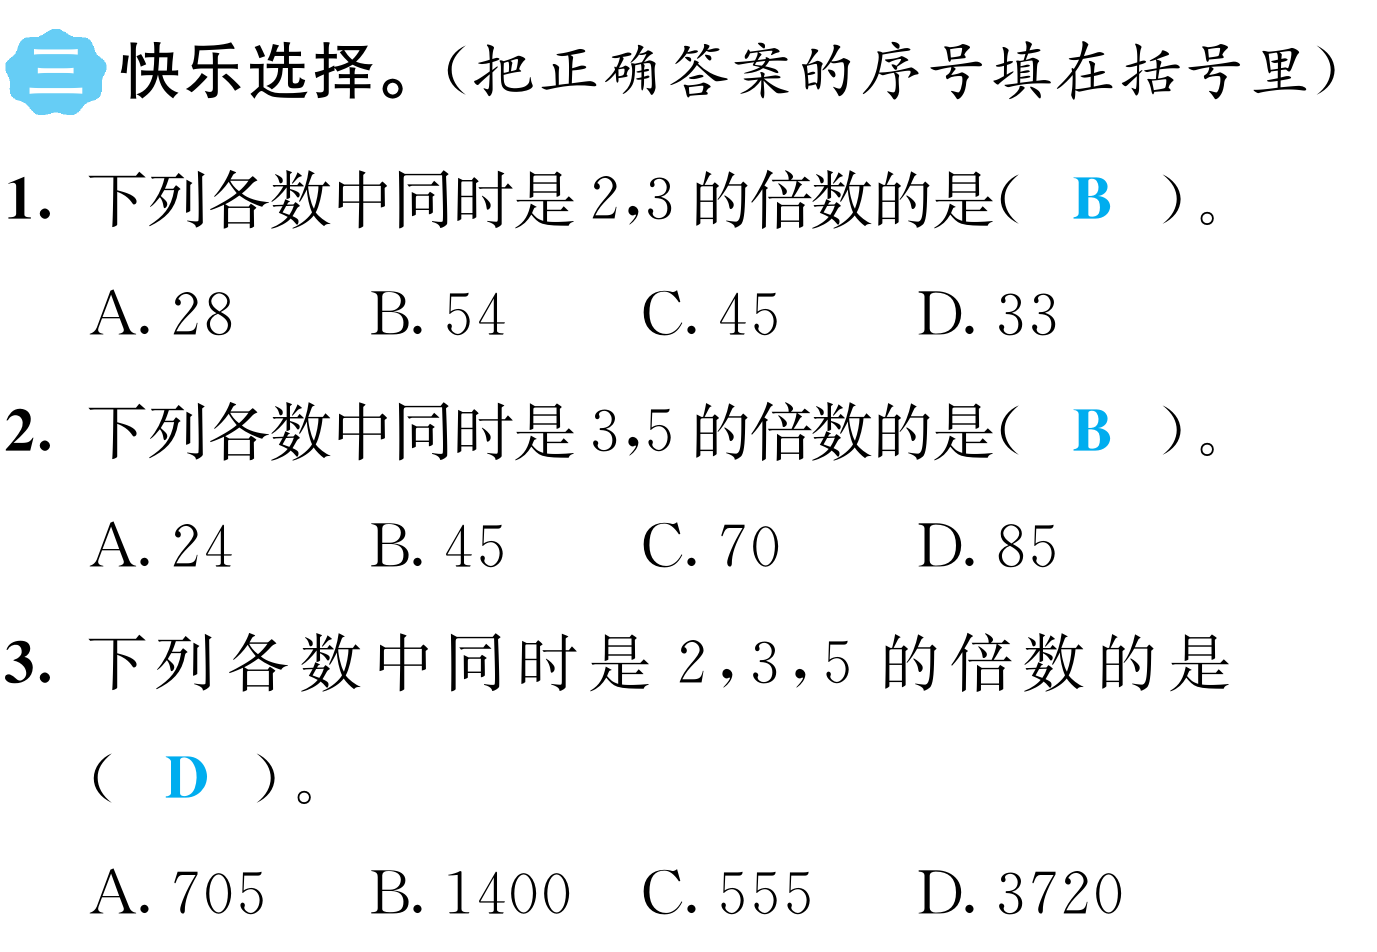 三 快乐选择。(把正确答案的序号填在括号里)
1. 下列各数中同时是 2,3 的倍数的是( B )。
A. 28 B. 54 C. 45 D. 33
2. 下列各数中同时是 3,5 的倍数的是( B )。
A. 24 B. 45 C. 70 D. 85
3. 下列各数中同时是 2,3,5 的倍数的是
( D )。
A. 705 B. 1400 C. 555 D. 3720